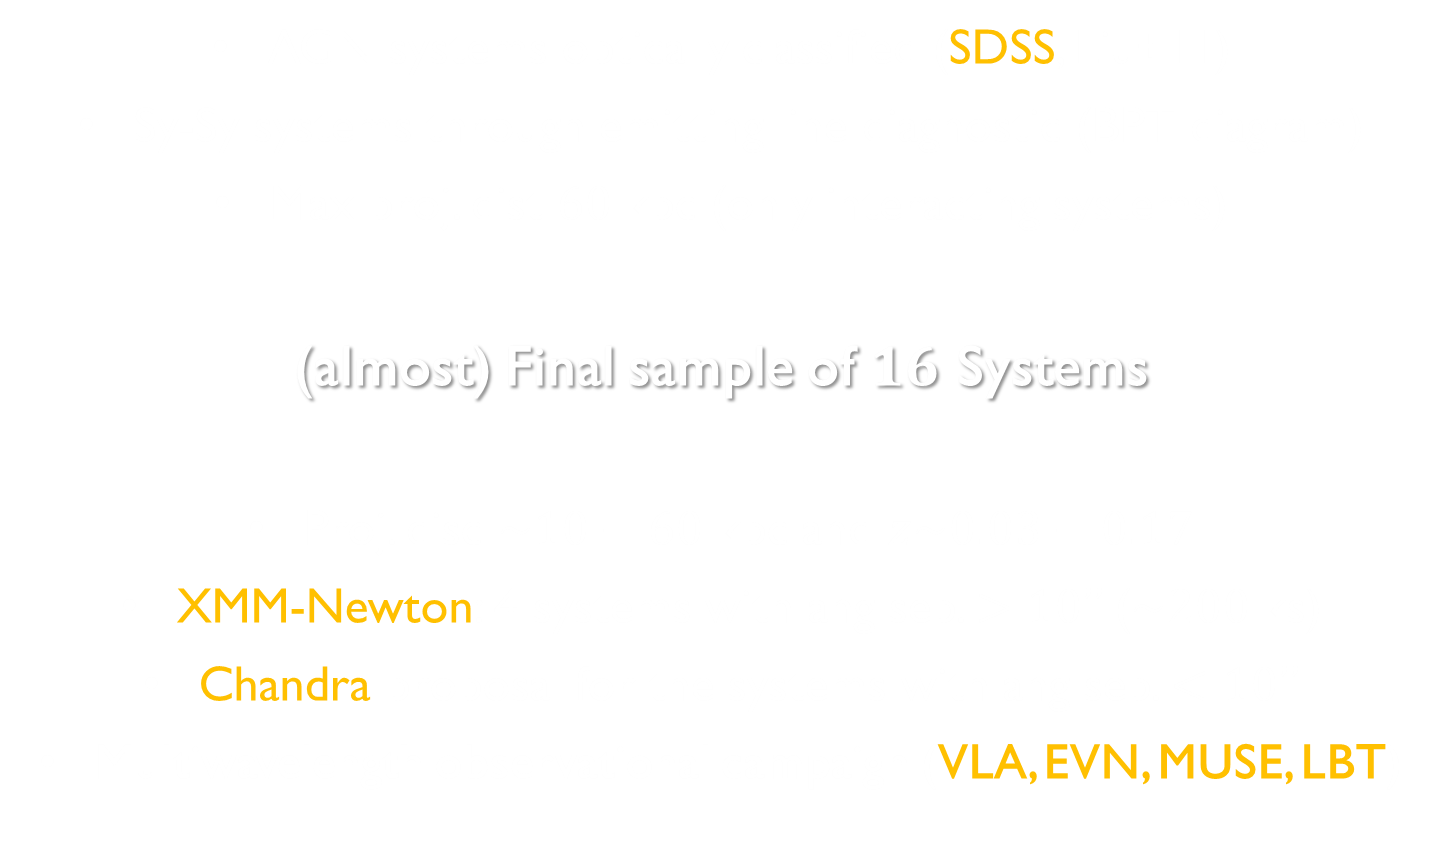 SDSS
(almost) Final sample of 16 Systems
XMM-Newton
Chandra
VLA, EVN, MUSE, LBT